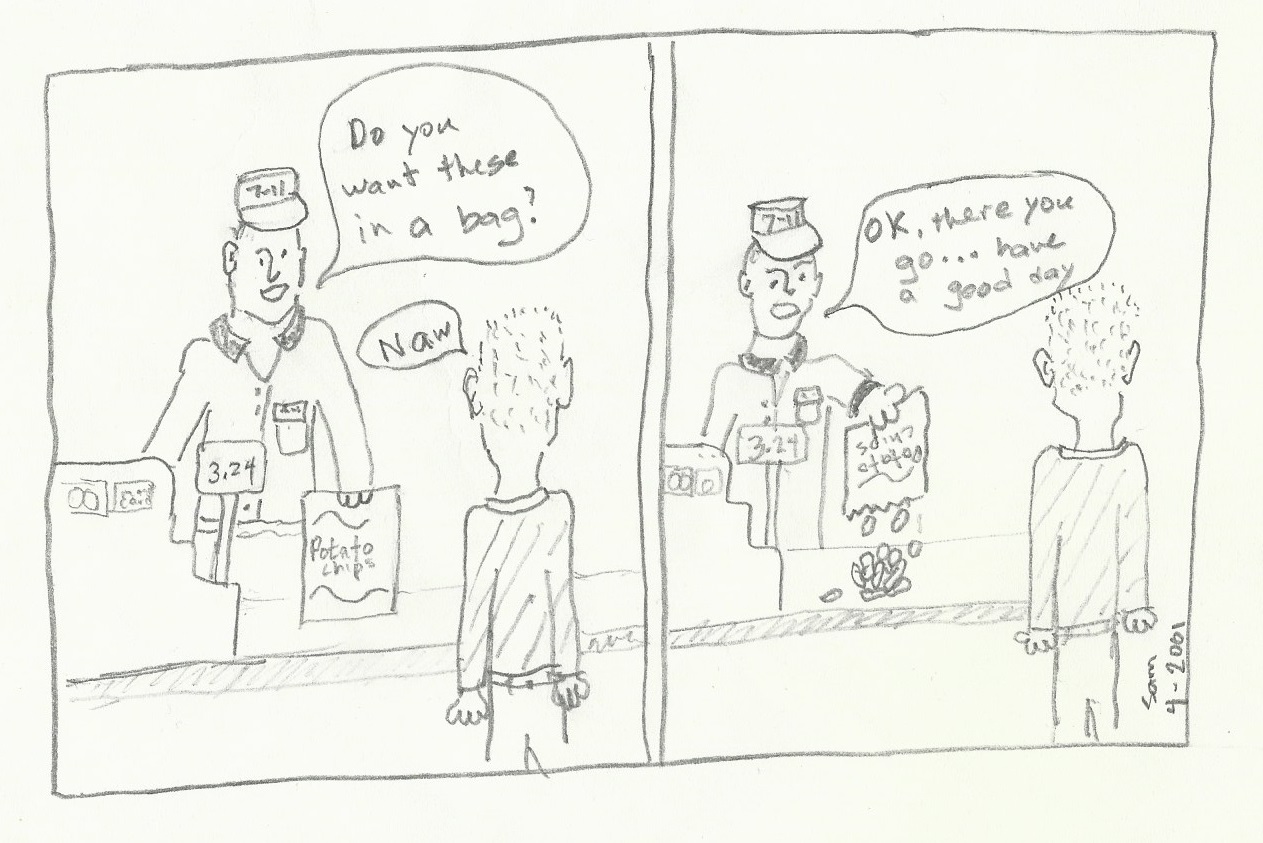 Do you
want these
in a bag?
7-11
Naw
3.24
Potato
chips
OK, there you
go... have
a good day
7-11
Potato
chips
3.24
Sam
4-2001